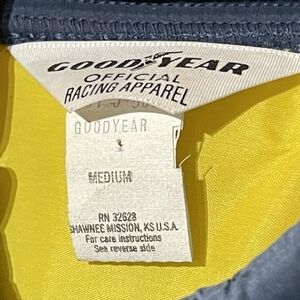 GOODYEAR
OFFICIAL
RACING APPAREL
GOODYEAR
MEDIUM
RN 32628
SHAWNEE MISSION, KS U.S.A.
For care instructions
See reverse side